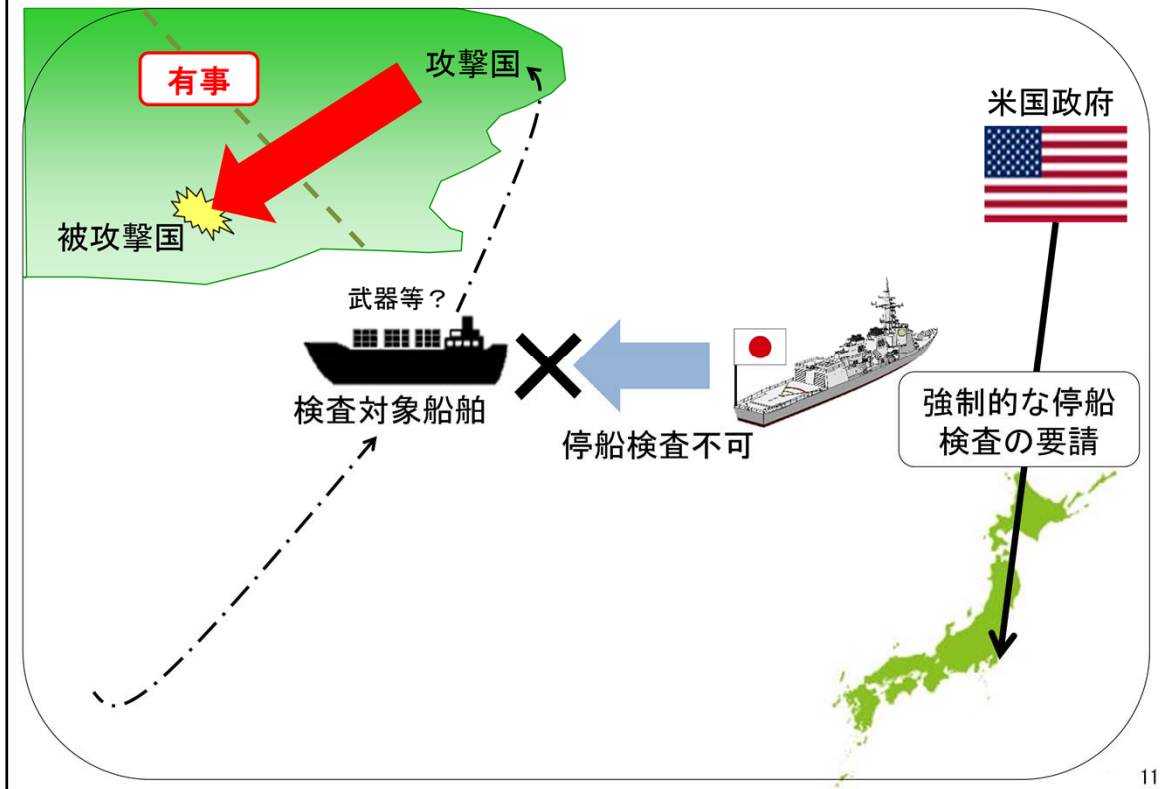 有事
攻撃国
米国政府
被攻撃国
武器等?
検査対象船舶
停船検査不可
強制的な停船
検査の要請
11